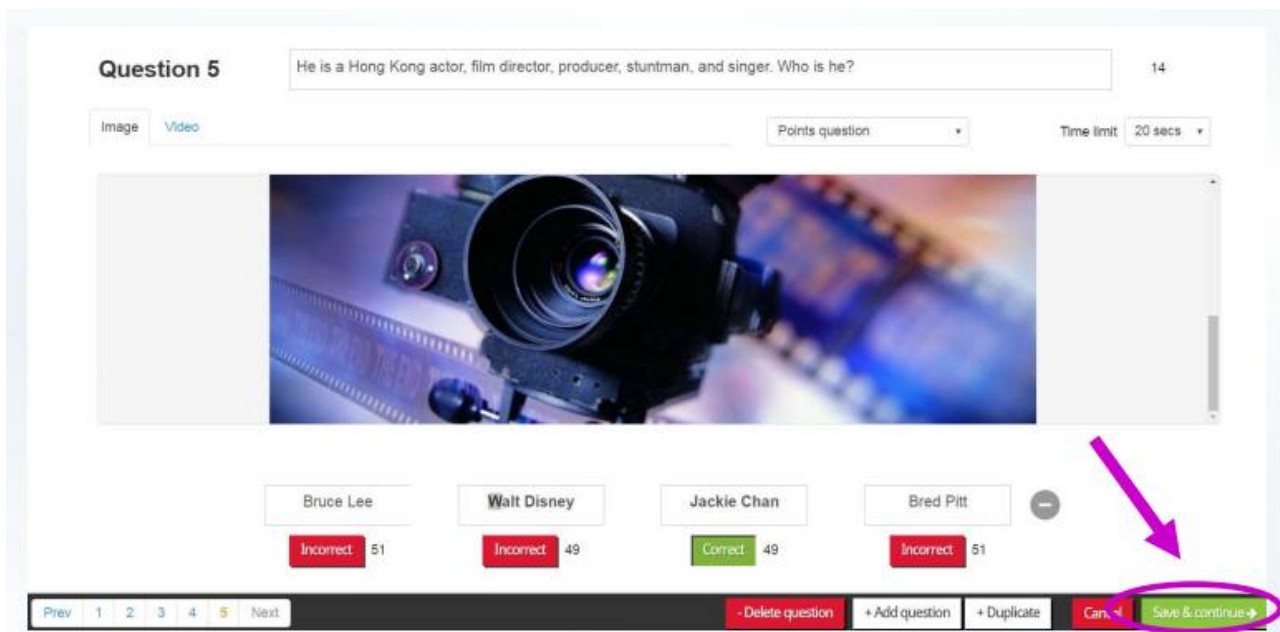 Question 5 He is a Hong Kong actor, film director, producer, stuntman, and singer. Who is he? 14
Image Video Points question Time limit 20 secs
Bruce Lee Walt Disney Jackie Chan Bred Pitt
Incorrect 51 Incorrect 49 Correct 49 Incorrect 51
Prev 1 2 3 4 5 Next - Delete question + Add question + Duplicate Cancel Save & continue